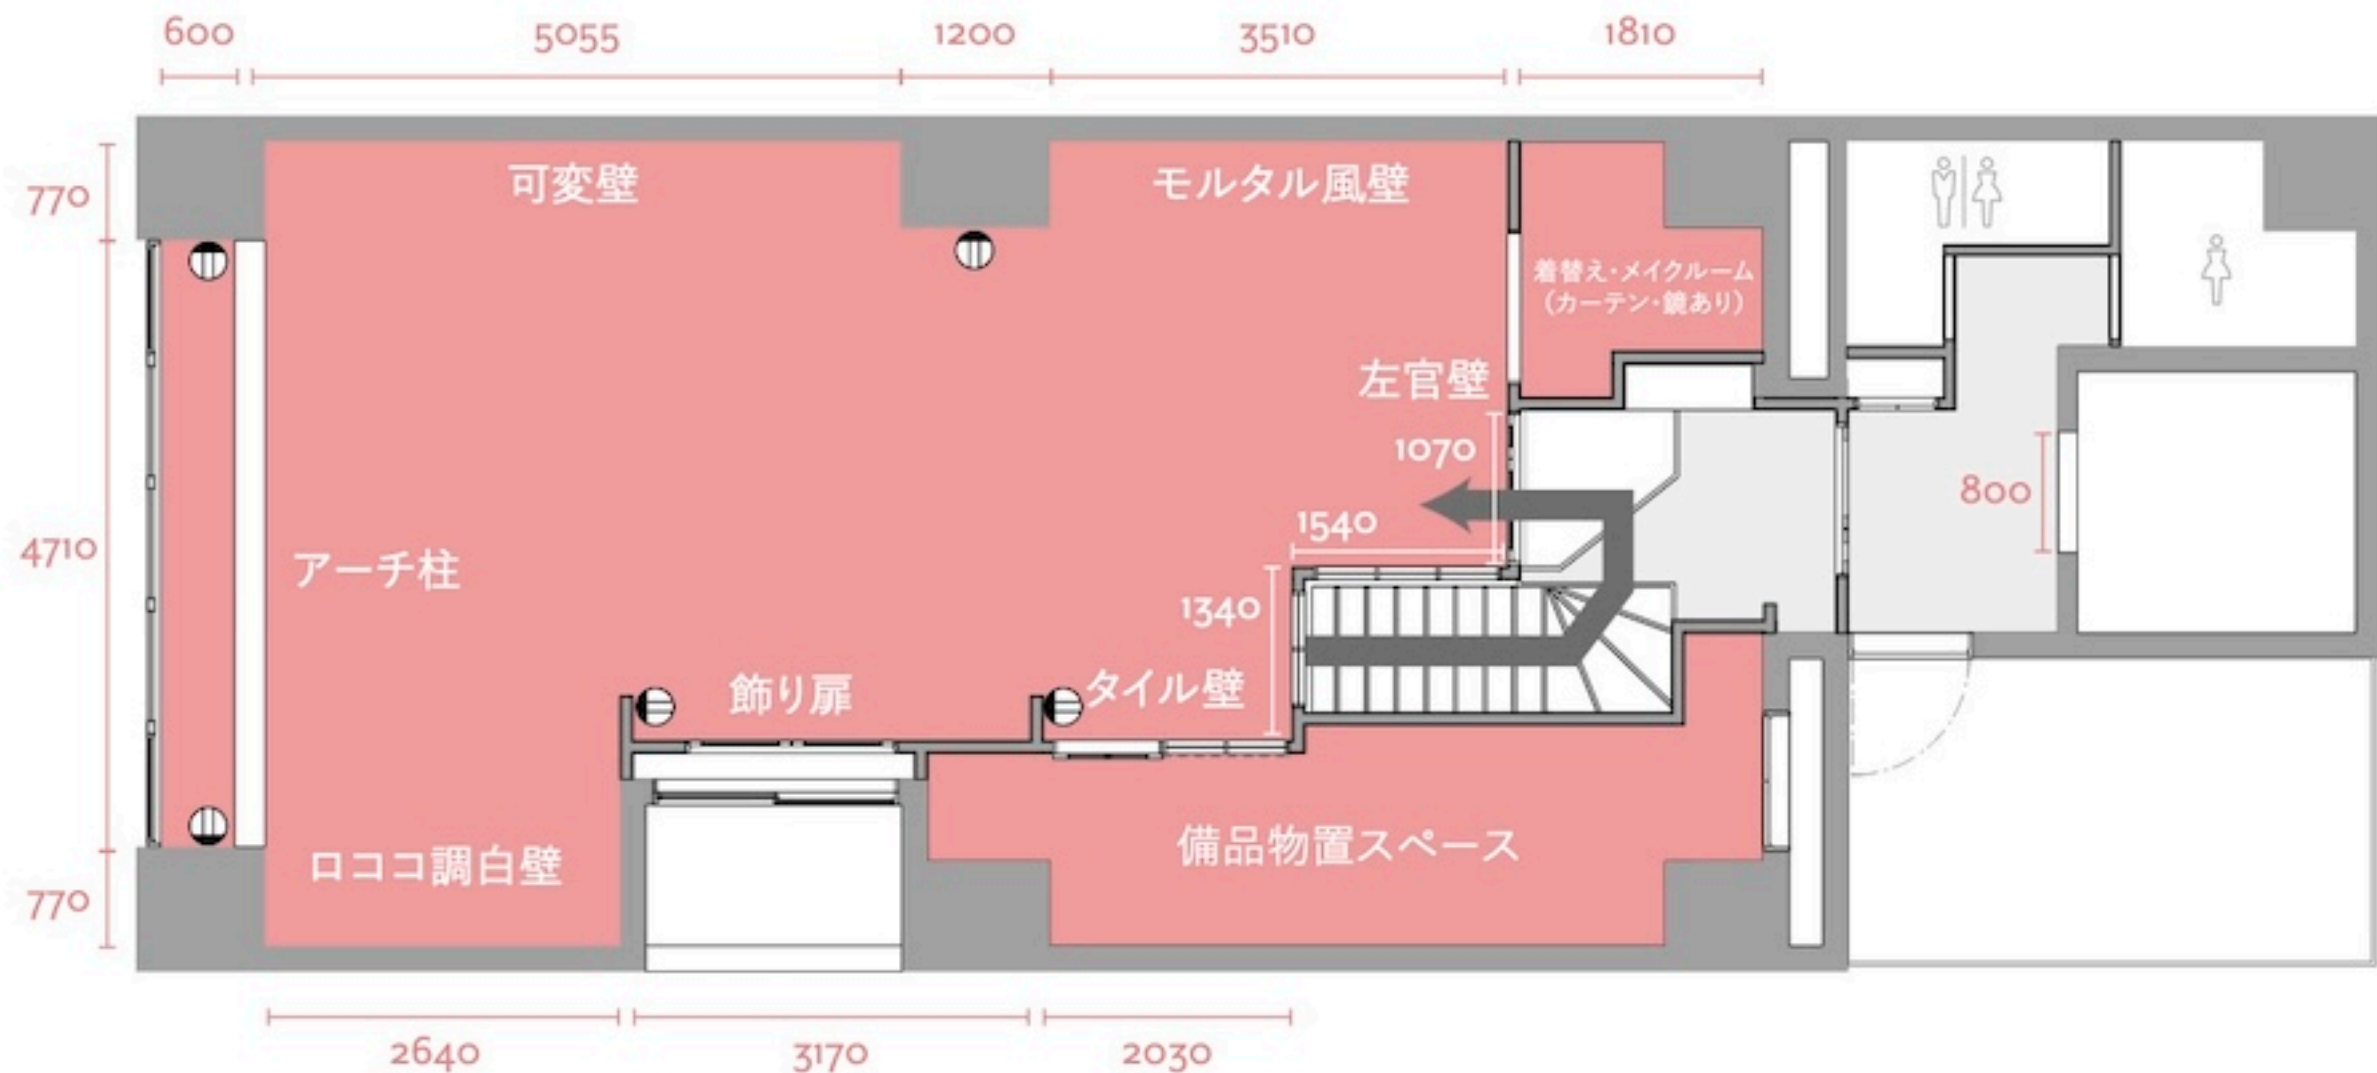 600
5055
1200
3510
1810
770
可変壁
モルタル風壁
着替え・メイクルーム
（カーテン・鏡あり）
左官壁
1070
800
1540
4710
アーチ柱
1340
飾り扉
タイル壁
備品物置スペース
ロココ調白壁
770
2640
3170
2030